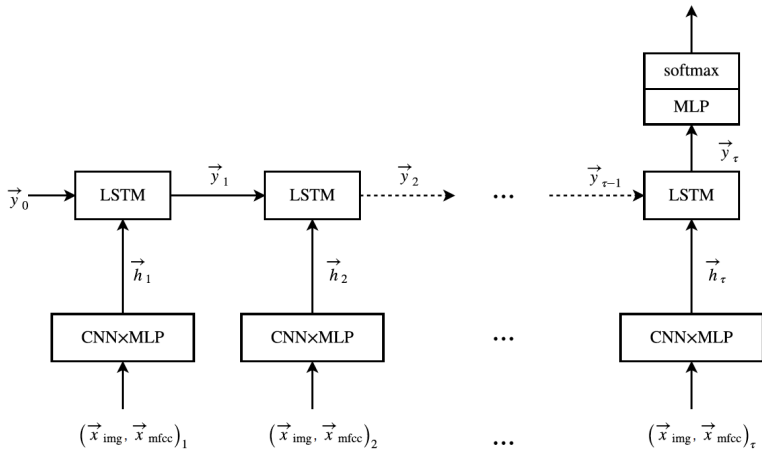 softmax
MLP
y⃗_τ
y⃗_0 LSTM y⃗_1 LSTM y⃗_2 ... y⃗_{τ−1} LSTM
h⃗_1 h⃗_2 h⃗_τ
CNN×MLP CNN×MLP ... CNN×MLP
(x⃗_img, x⃗_mfcc)_1 (x⃗_img, x⃗_mfcc)_2 ... (x⃗_img, x⃗_mfcc)_τ